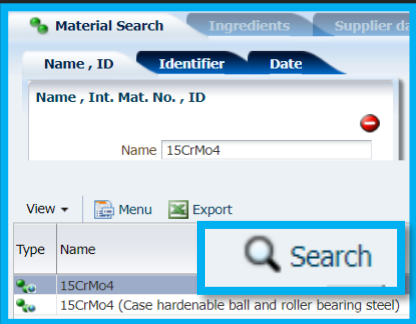 Material Search Ingredients Supplier da
Name , ID Identifier Date
Name , Int. Mat. No. , ID
Name 15CrMo4
View Menu Export
Search
Type Name
15CrMo4
15CrMo4 (Case hardenable ball and roller bearing steel)